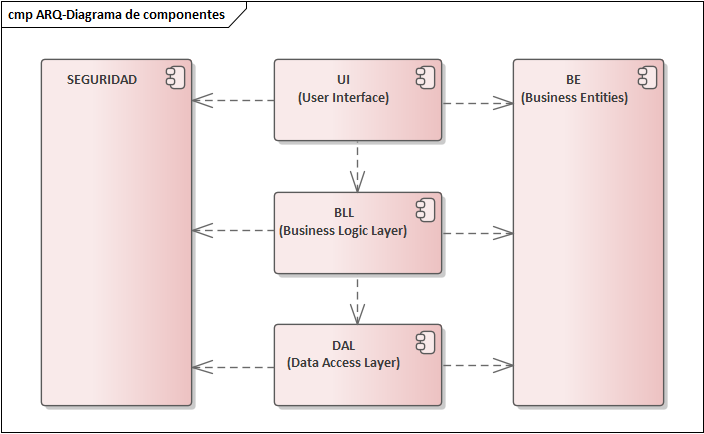 cmp ARQ-Diagrama de componentes
SEGURIDAD
UI
(User Interface)
BE
(Business Entities)
BLL
(Business Logic Layer)
DAL
(Data Access Layer)